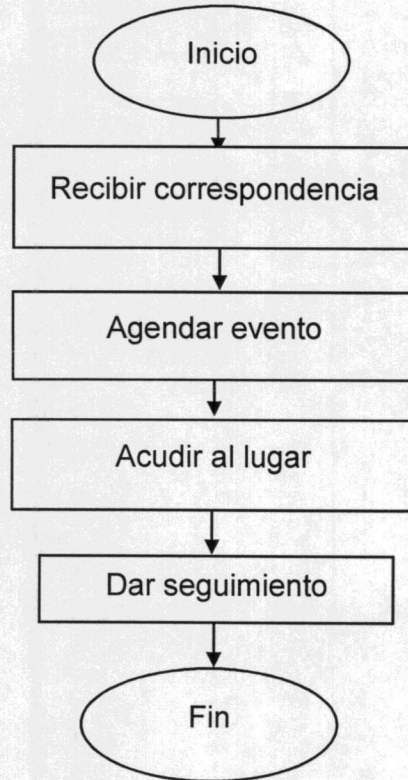 Inicio
Recibir correspondencia
Agendar evento
Acudir al lugar
Dar seguimiento
Fin